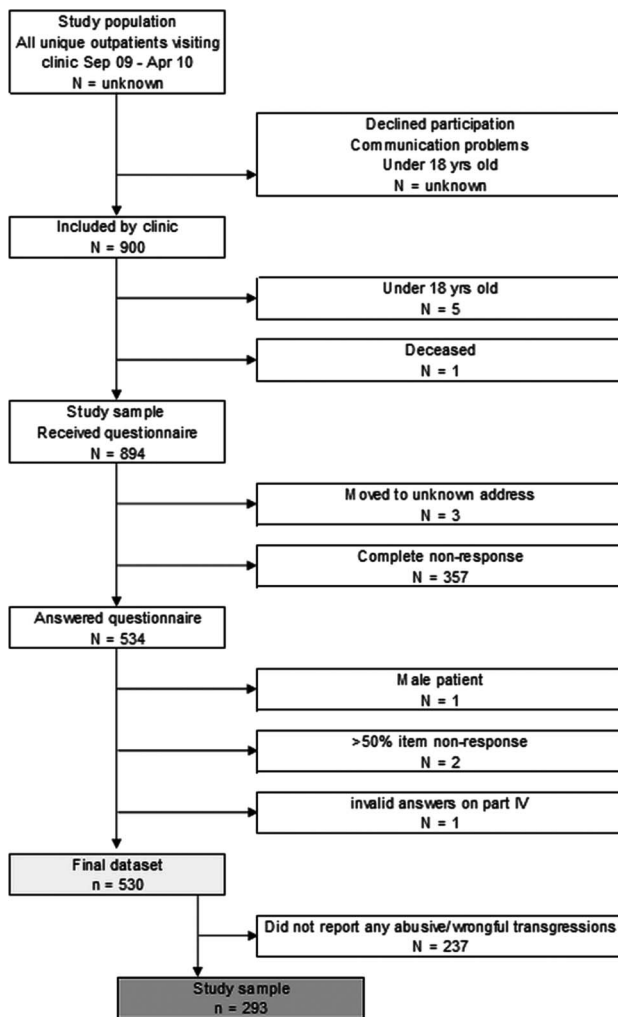 Study population
All unique outpatients visiting
clinic Sep 09 - Apr 10
N = unknown
Declined participation
Communication problems
Under 18 yrs old
N = unknown
Included by clinic
N = 900
Under 18 yrs old
N = 5
Deceased
N = 1
Study sample
Received questionnaire
N = 894
Moved to unknown address
N = 3
Complete non-response
N = 357
Answered questionnaire
N = 534
Male patient
N = 1
>50% item non-response
N = 2
invalid answers on part IV
N = 1
Final dataset
n = 530
Did not report any abusive/wrongful transgressions
N = 237
Study sample
n = 293